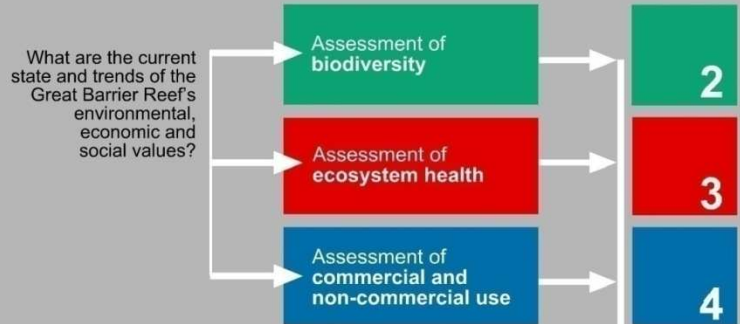 What are the current
state and trends of the
Great Barrier Reef's
environmental,
economic and
social values?
Assessment of
biodiversity
2
Assessment of
ecosystem health
3
Assessment of
commercial and
non-commercial use
4